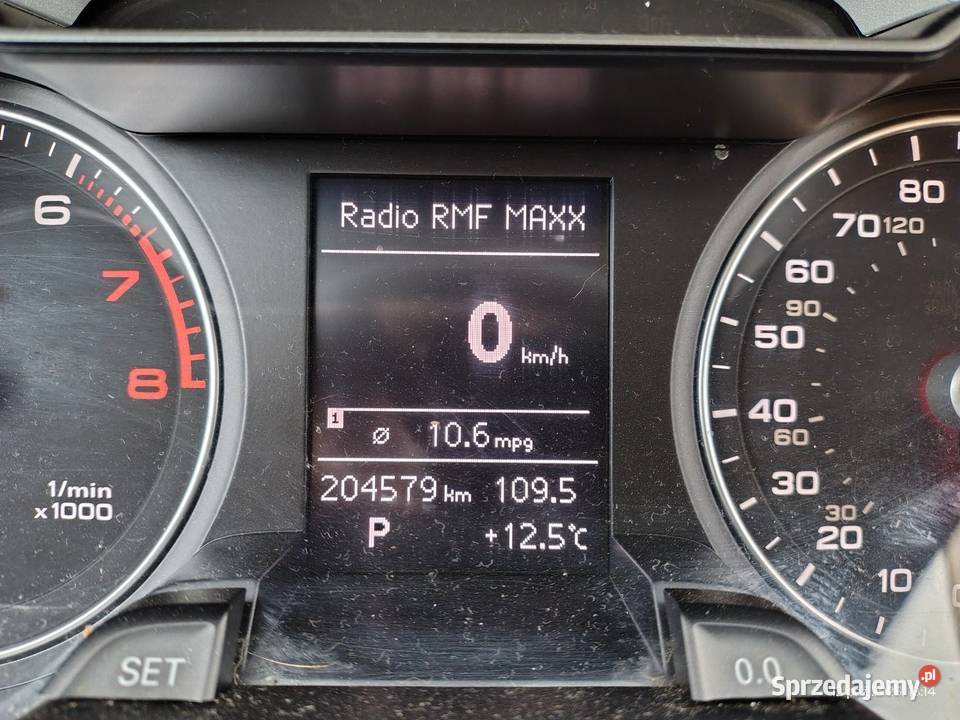 Radio RMF MAXX
0 km/h
1
ø 10.6 mpg
204579 km 109.5
P +12.5°C
6
7
8
1/min
x1000
SET
80
70 120
60
90
50
40
60
30
30
20
10
0.0
Sprzedajemy.pl